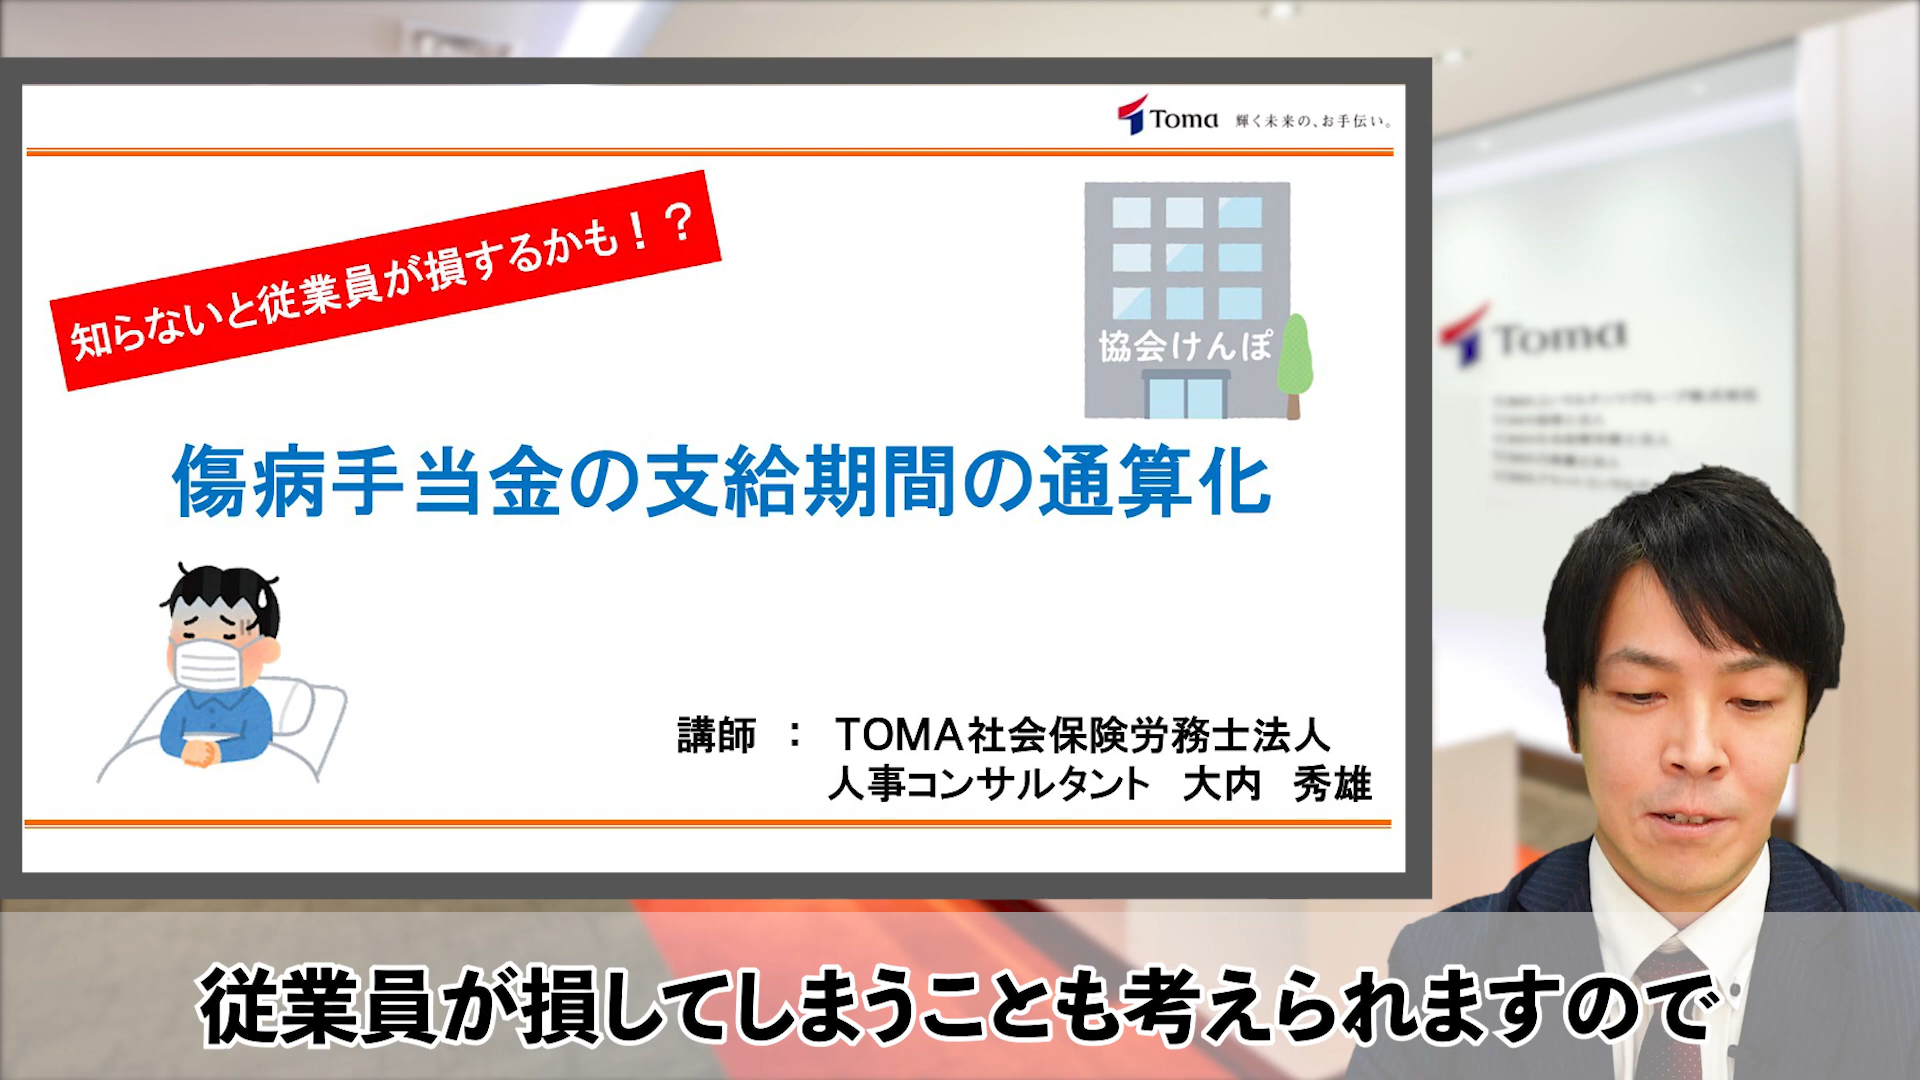 Toma 輝く未来の、お手伝い。
知らないと従業員が損するかも！？
協会けんぽ
傷病手当金の支給期間の通算化
講師 ： TOMA社会保険労務士法人
人事コンサルタント 大内 秀雄
Toma
従業員が損してしまうことも考えられますので